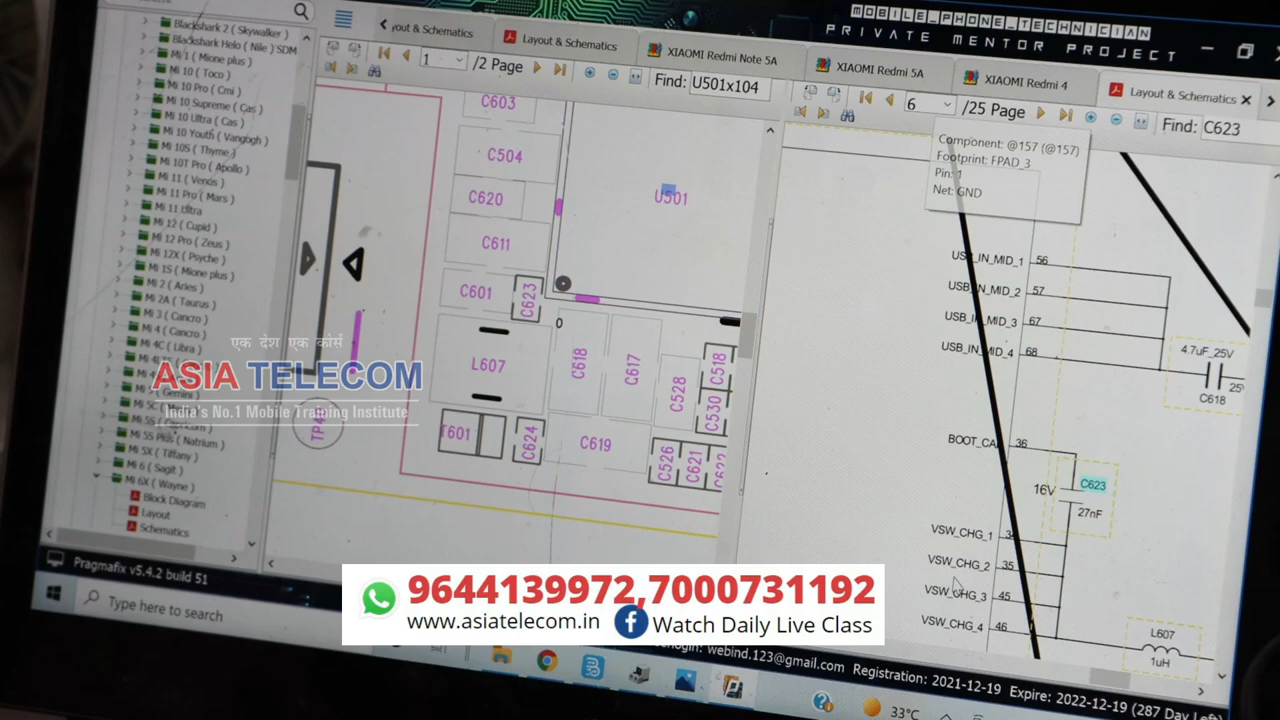 MOBILE_PHONE_TECHNICIAN
PRIVATE MENTOR PROJECT
Layout & Schematics
XIAOMI Redmi Note 5A
XIAOMI Redmi 5A
XIAOMI Redmi 4
Layout & Schematics
1 /2 Page
Find: U501x104
6 /25 Page
Find: C623
Blackshark 2 ( Skywalker )
Blackshark Helo ( Nile ) SDM
Mi 1 ( Mione plus )
Mi 10 ( Toco )
Mi 10 Pro ( Cmi )
Mi 10 Supreme ( Cas )
Mi 10 Ultra ( Cas )
Mi 10 Youth ( Vangogh )
Mi 10S ( Thyme )
Mi 10T Pro ( Apollo )
Mi 11 ( Venus )
Mi 11 Pro ( Mars )
Mi 11 Ultra
Mi 12 ( Cupid )
Mi 12 Pro ( Zeus )
Mi 12X ( Psyche )
Mi 1S ( Mione plus )
Mi 2 ( Aries )
Mi 2A ( Taurus )
Mi 3 ( Cancro )
Mi 4 ( Cancro )
Mi 4C ( Libra )
Mi 5S Plus ( Natrium )
Mi 5X ( Tiffany )
Mi 6 ( Sagit )
Mi 6X ( Wayne )
Block Diagram
Layout
Schematics
C603
C504
C620
C611
C601
C623
U501
0
L607
C618
C617
C528
C518
C530
T601
C624
C619
C526
C621
Component: @157 (@157)
Footprint: FPAD_3
Pin: 1
Net: GND
56
USB_IN_MID_2 57
USB_IN_MID_3 67
USB_IN_MID_4 68
4.7uF_25V
C618
36
C623
16V
27nF
VSW_CHG_1
VSW_CHG_2 35
VSW_CHG_3 45
VSW_CHG_4 46
L607
1uH
एक देश एक कोर्स
ASIA TELECOM
India's No.1 Mobile Training Institute
Pragmafix v5.4.2 build 51
9644139972,7000731192
www.asiatelecom.in
Watch Daily Live Class
Type here to search
login: webind.123@gmail.com Registration: 2021-12-19 Expire: 2022-12-19 (287 Day Left)
33°C